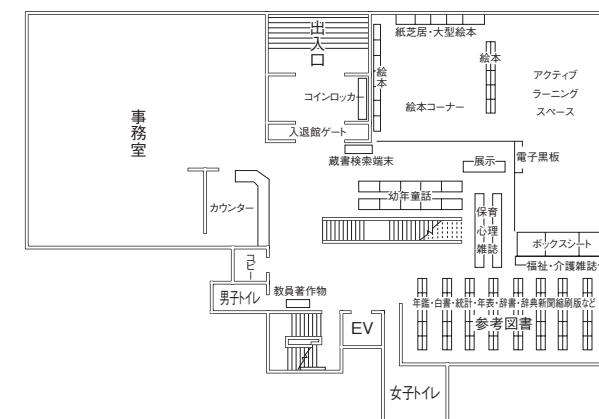 出入口
紙芝居・大型絵本
絵本
絵本
アクティブ
ラーニング
スペース
コインロッカー
絵本コーナー
事務室
入退館ゲート
蔵書検索端末
展示
電子黒板
幼年童話
カウンター
保育
心理
雑誌
ボックスシート
コピー
福祉・介護雑誌
男子トイレ
教員著作物
年鑑・白書・統計・年表・辞書・辞典新聞縮刷版など
参考図書
EV
女子トイレ